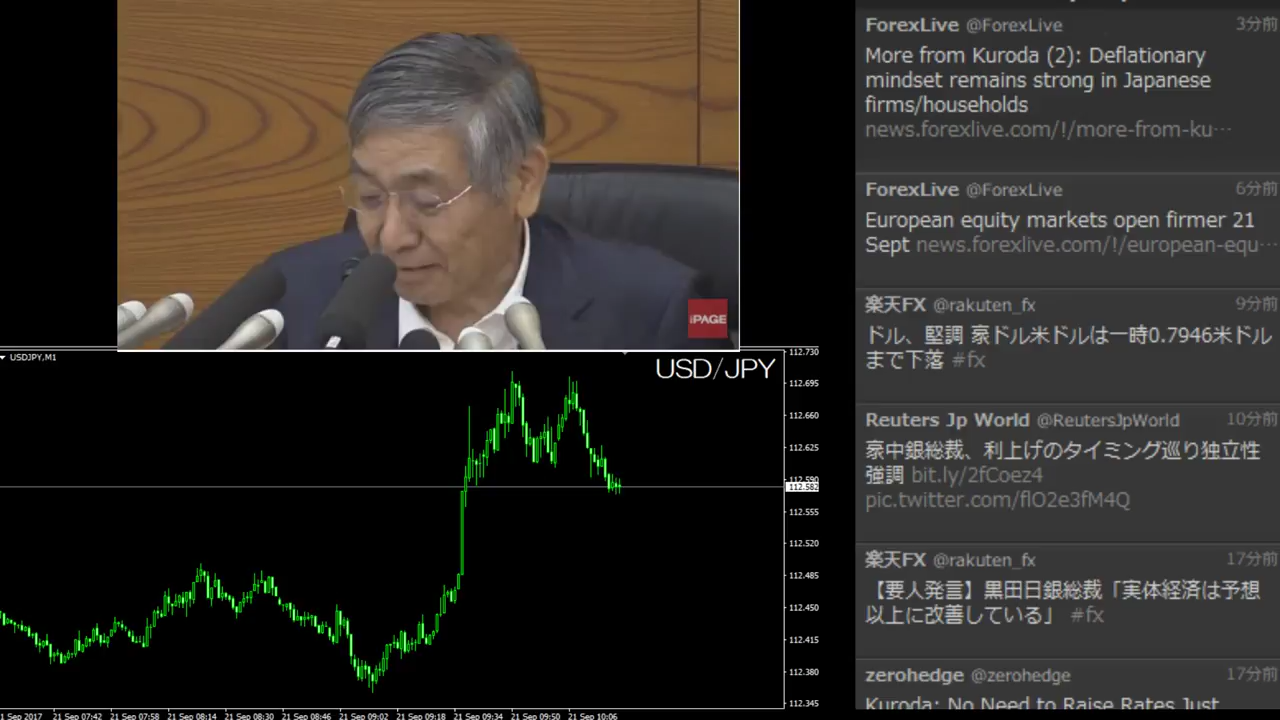 iPAGE
USDJPY,M1
USD/JPY
112.730
112.695
112.660
112.625
112.590
112.582
112.555
112.520
112.485
112.450
112.415
112.380
112.345
1 Sep 2017
21 Sep 07:42
21 Sep 07:58
21 Sep 08:14
21 Sep 08:30
21 Sep 08:46
21 Sep 09:02
21 Sep 09:18
21 Sep 09:34
21 Sep 09:50
21 Sep 10:06
ForexLive @ForexLive 3分前
More from Kuroda (2): Deflationary
mindset remains strong in Japanese
firms/households
news.forexlive.com/!/more-from-ku…
ForexLive @ForexLive 6分前
European equity markets open firmer 21
Sept news.forexlive.com/!/european-equ…
楽天FX @rakuten_fx 9分前
ドル、堅調 豪ドル米ドルは一時0.7946米ドル
まで下落 #fx
Reuters Jp World @ReutersJpWorld 10分前
豪中銀総裁、利上げのタイミング巡り独立性
強調 bit.ly/2fCoez4
pic.twitter.com/flO2e3fM4Q
楽天FX @rakuten_fx 17分前
【要人発言】黒田日銀総裁「実体経済は予想
以上に改善している」 #fx
zerohedge @zerohedge 17分前
Kuroda: No Need to Raise Rates Just